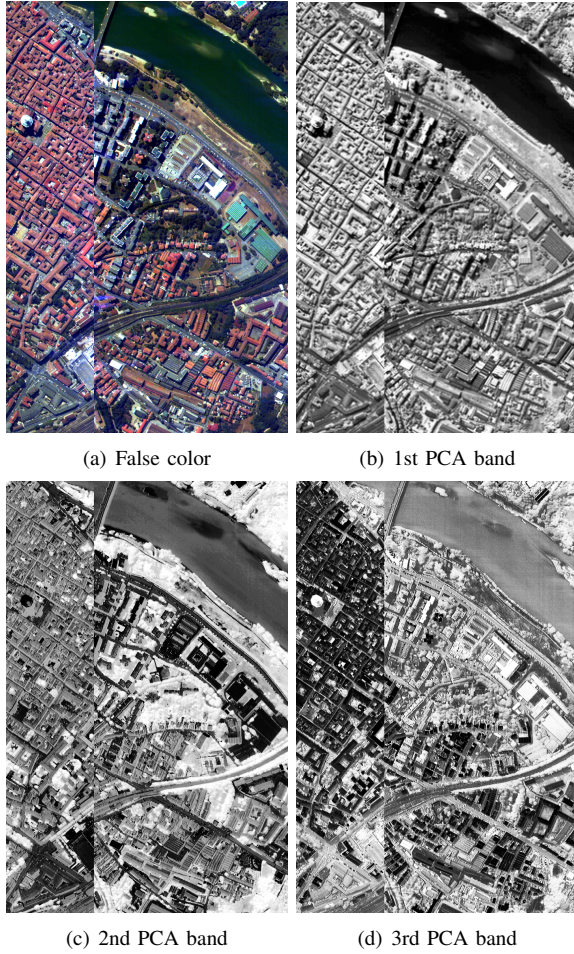 (a) False color
(b) 1st PCA band
(c) 2nd PCA band
(d) 3rd PCA band